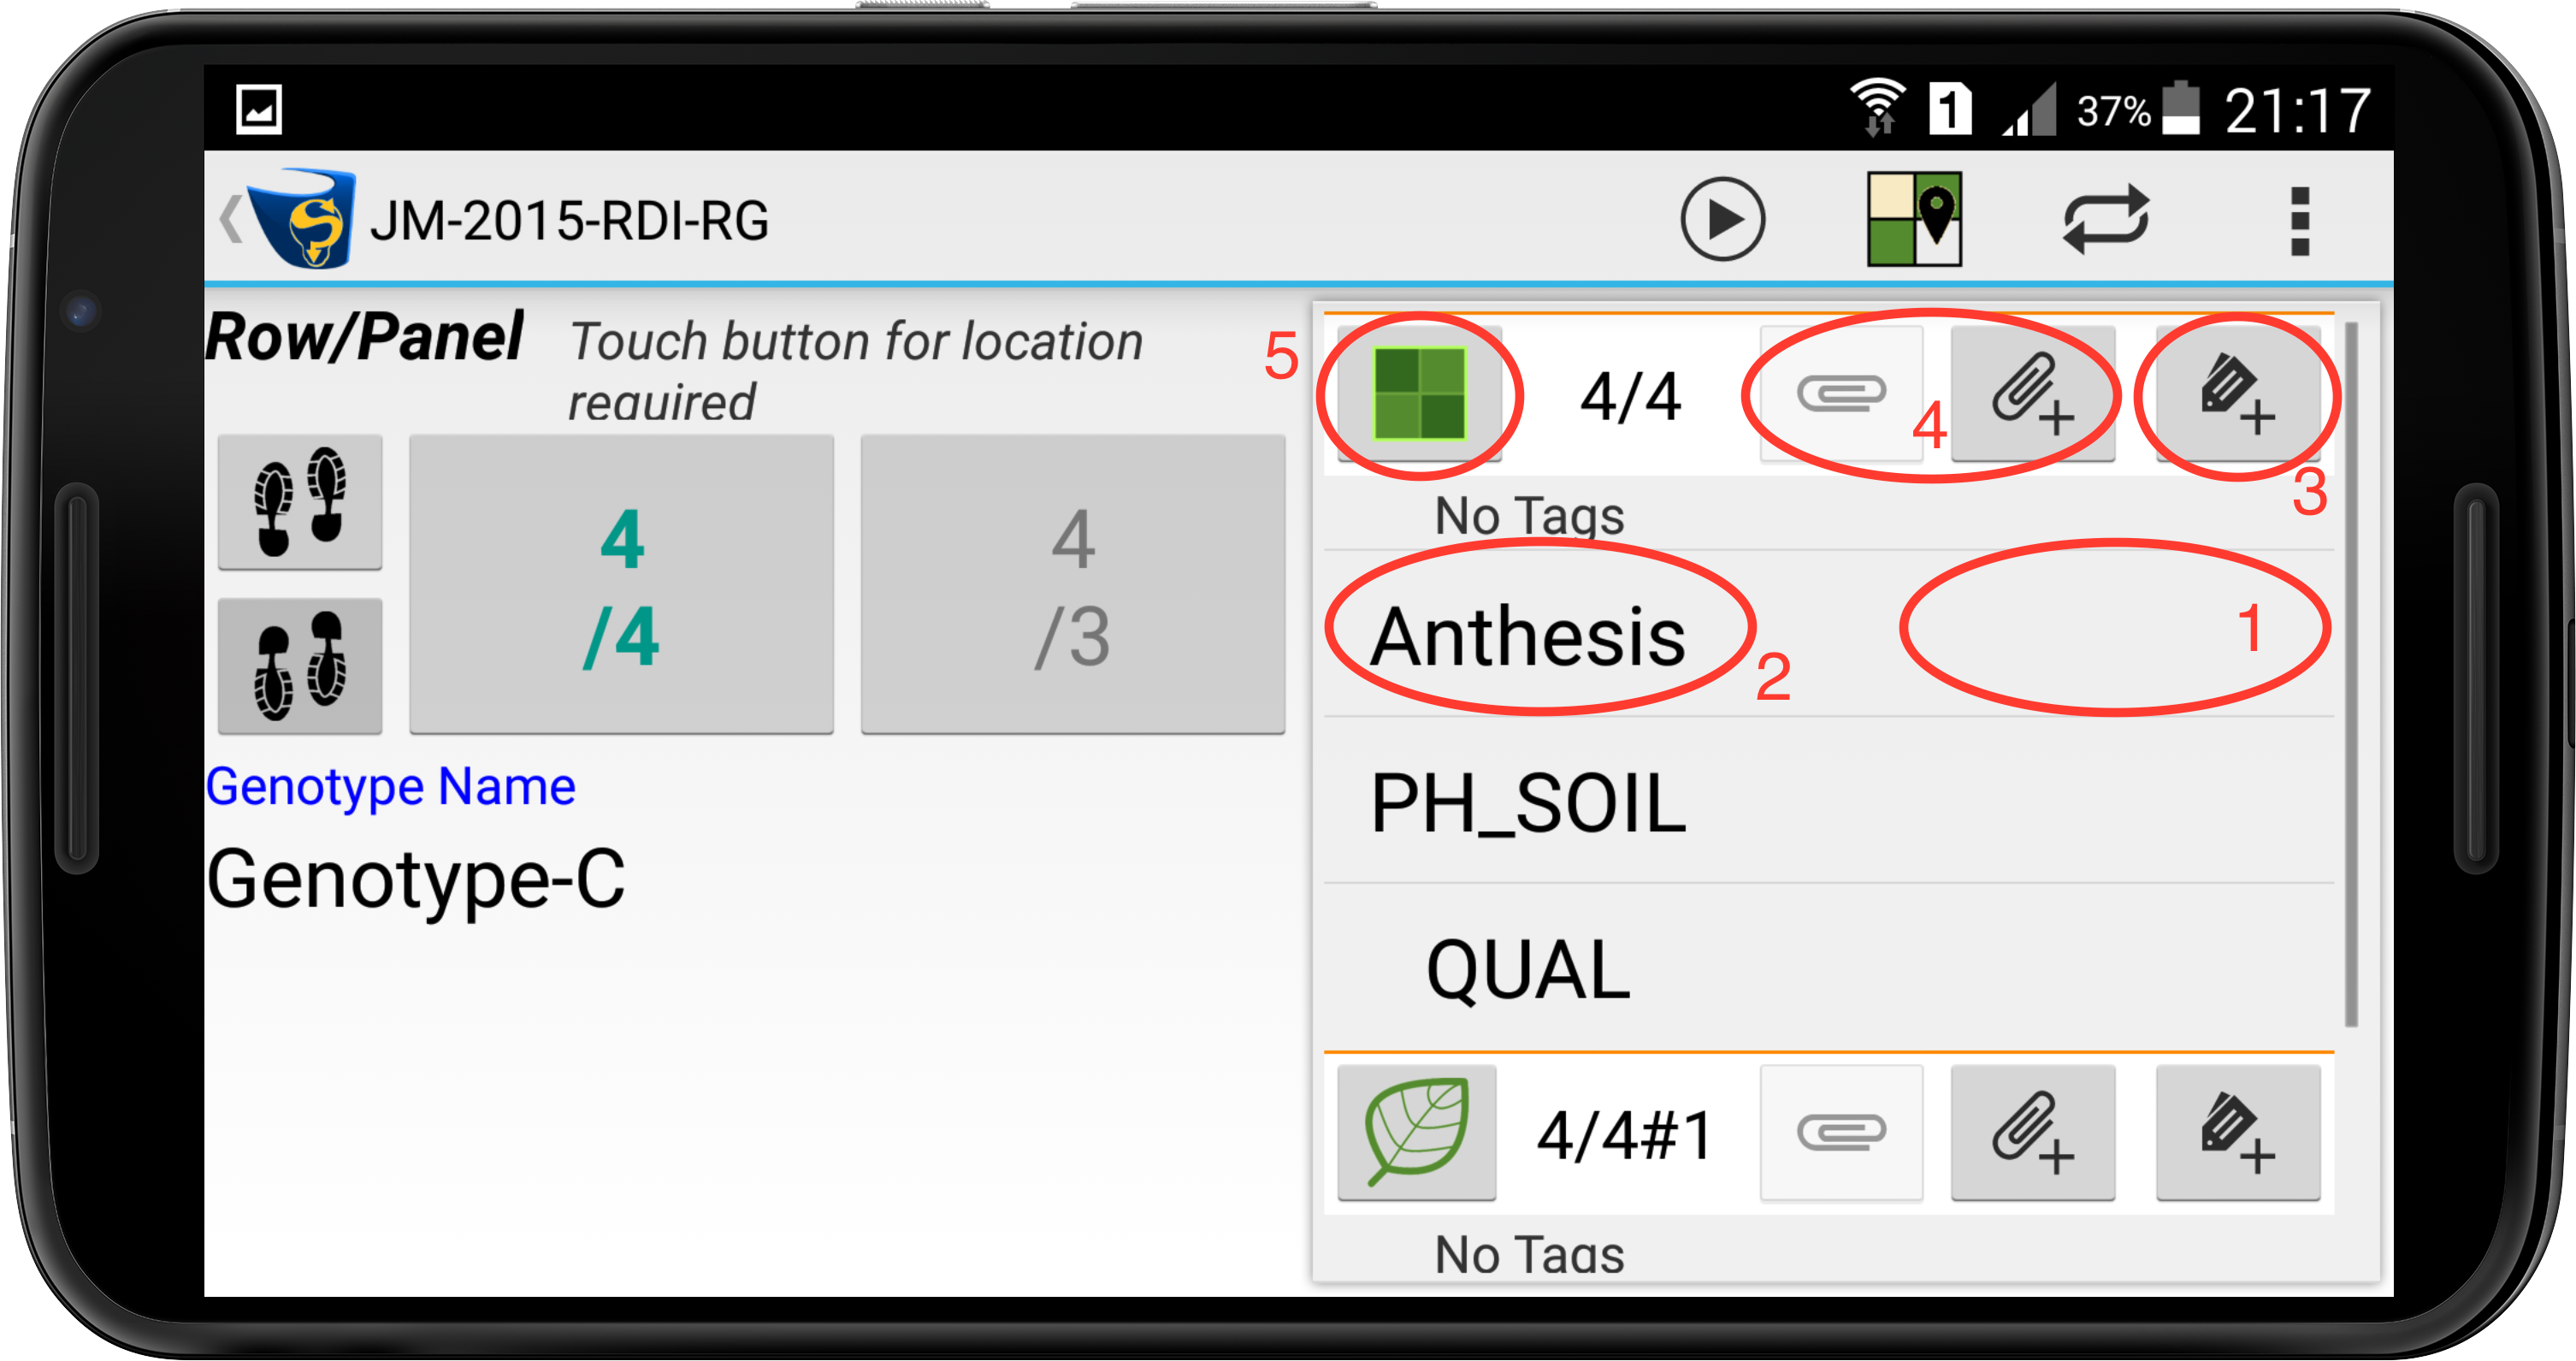 1 37% 21:17
JM-2015-RDI-RG
Row/Panel Touch button for location
required
4
/4
4
/3
Genotype Name
Genotype-C
5
4/4
4
3
No Tags
Anthesis
2
1
PH_SOIL
QUAL
4/4#1
No Tags